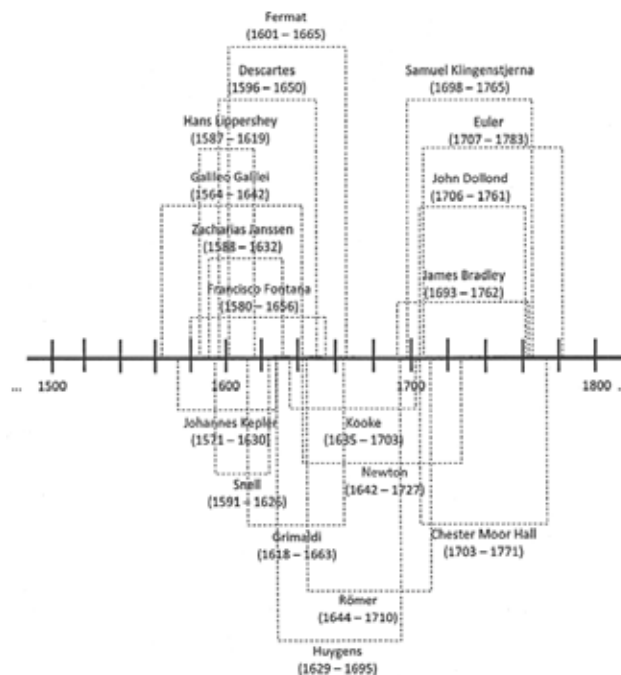 Fermat
(1601 – 1665)
Descartes
(1596 – 1650)
Samuel Klingenstjerna
(1698 – 1765)
Hans Lippershey
(1587 – 1619)
Euler
(1707 – 1783)
Galileo Galilei
(1564 – 1642)
John Dollond
(1706 – 1761)
Zacharias Janssen
(1588 – 1632)
Francisco Fontana
(1580 – 1656)
James Bradley
(1693 – 1762)
... 1500 1600 1700 1800 ...
Johannes Kepler
(1571 – 1630)
Kooke
(1635 – 1703)
Snell
(1591 – 1626)
Newton
(1642 – 1727)
Grimaldi
(1618 – 1663)
Chester Moor Hall
(1703 – 1771)
Römer
(1644 – 1710)
Huygens
(1629 – 1695)